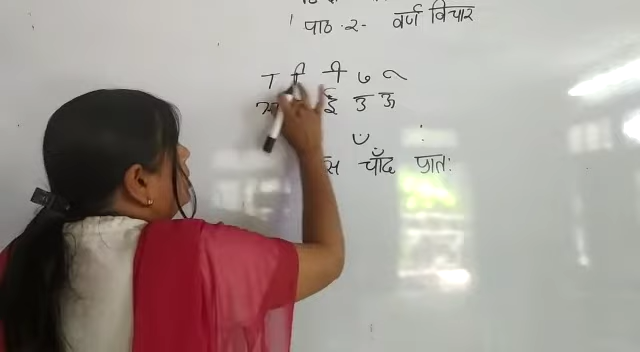 पाठ -२- वर्ण विचार
ा ि ी ु ू
ई उ ऊ
ँ :
चाँद प्रातः